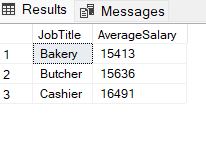 Results Messages
JobTitle AverageSalary
1 Bakery 15413
2 Butcher 15636
3 Cashier 16491